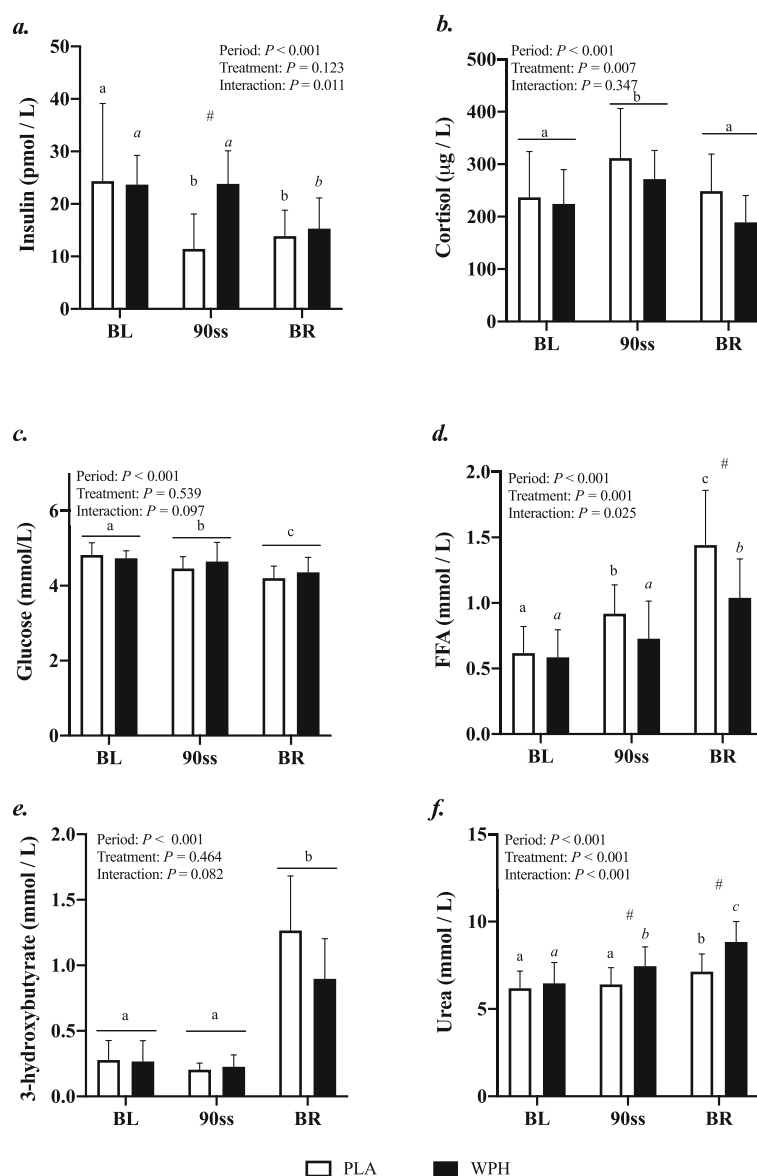 a.
Period: P < 0.001
Treatment: P = 0.123
Interaction: P = 0.011
Insulin (pmol / L)
50
40
30
20
10
0
a
a
#
b
a
b
b
BL
90ss
BR
b.
Period: P < 0.001
Treatment: P = 0.007
Interaction: P = 0.347
Cortisol (µg / L)
500
400
300
200
100
0
a
b
a
BL
90ss
BR
c.
Period: P < 0.001
Treatment: P = 0.539
Interaction: P = 0.097
Glucose (mmol/L)
6
4
2
0
a
b
c
BL
90ss
BR
d.
Period: P < 0.001
Treatment: P = 0.001
Interaction: P = 0.025
FFA (mmol / L)
2.0
1.5
1.0
0.5
0.0
a
a
b
a
c
#
b
BL
90ss
BR
e.
Period: P < 0.001
Treatment: P = 0.464
Interaction: P = 0.082
3-hydroxybutyrate (mmol / L)
2.0
1.5
1.0
0.5
0.0
a
a
b
BL
90ss
BR
f.
Period: P < 0.001
Treatment: P < 0.001
Interaction: P < 0.001
Urea (mmol / L)
15
10
5
0
a
a
a
#
b
b
#
c
BL
90ss
BR
PLA
WPH